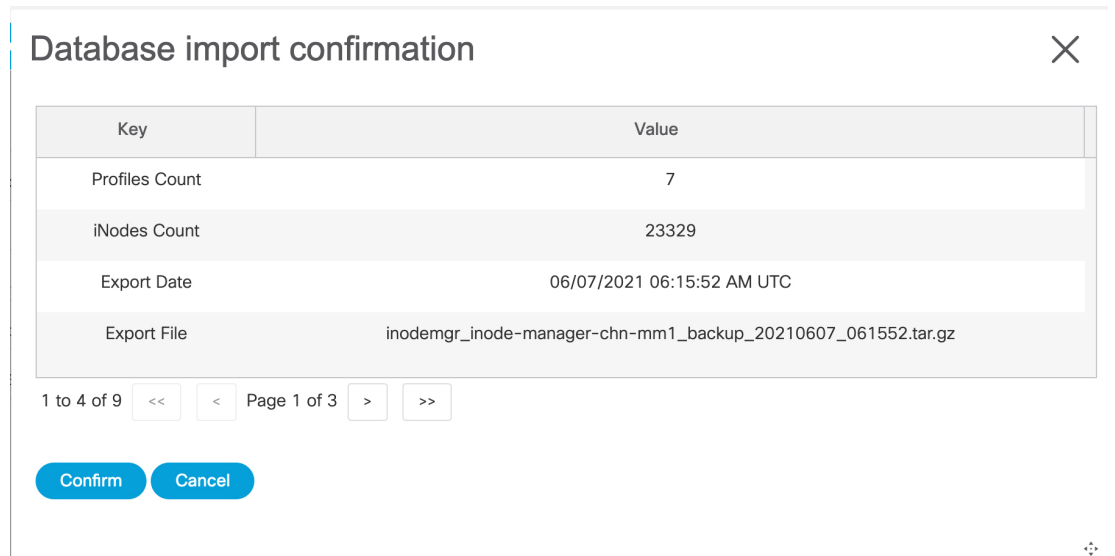 Database import confirmation
Key Value
Profiles Count 7
iNodes Count 23329
Export Date 06/07/2021 06:15:52 AM UTC
Export File inodemgr_inode-manager-chn-mm1_backup_20210607_061552.tar.gz
1 to 4 of 9 << < Page 1 of 3 > >>
Confirm Cancel